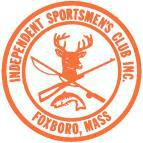 INDEPENDENT SPORTSMEN'S CLUB INC.
FOXBORO, MASS